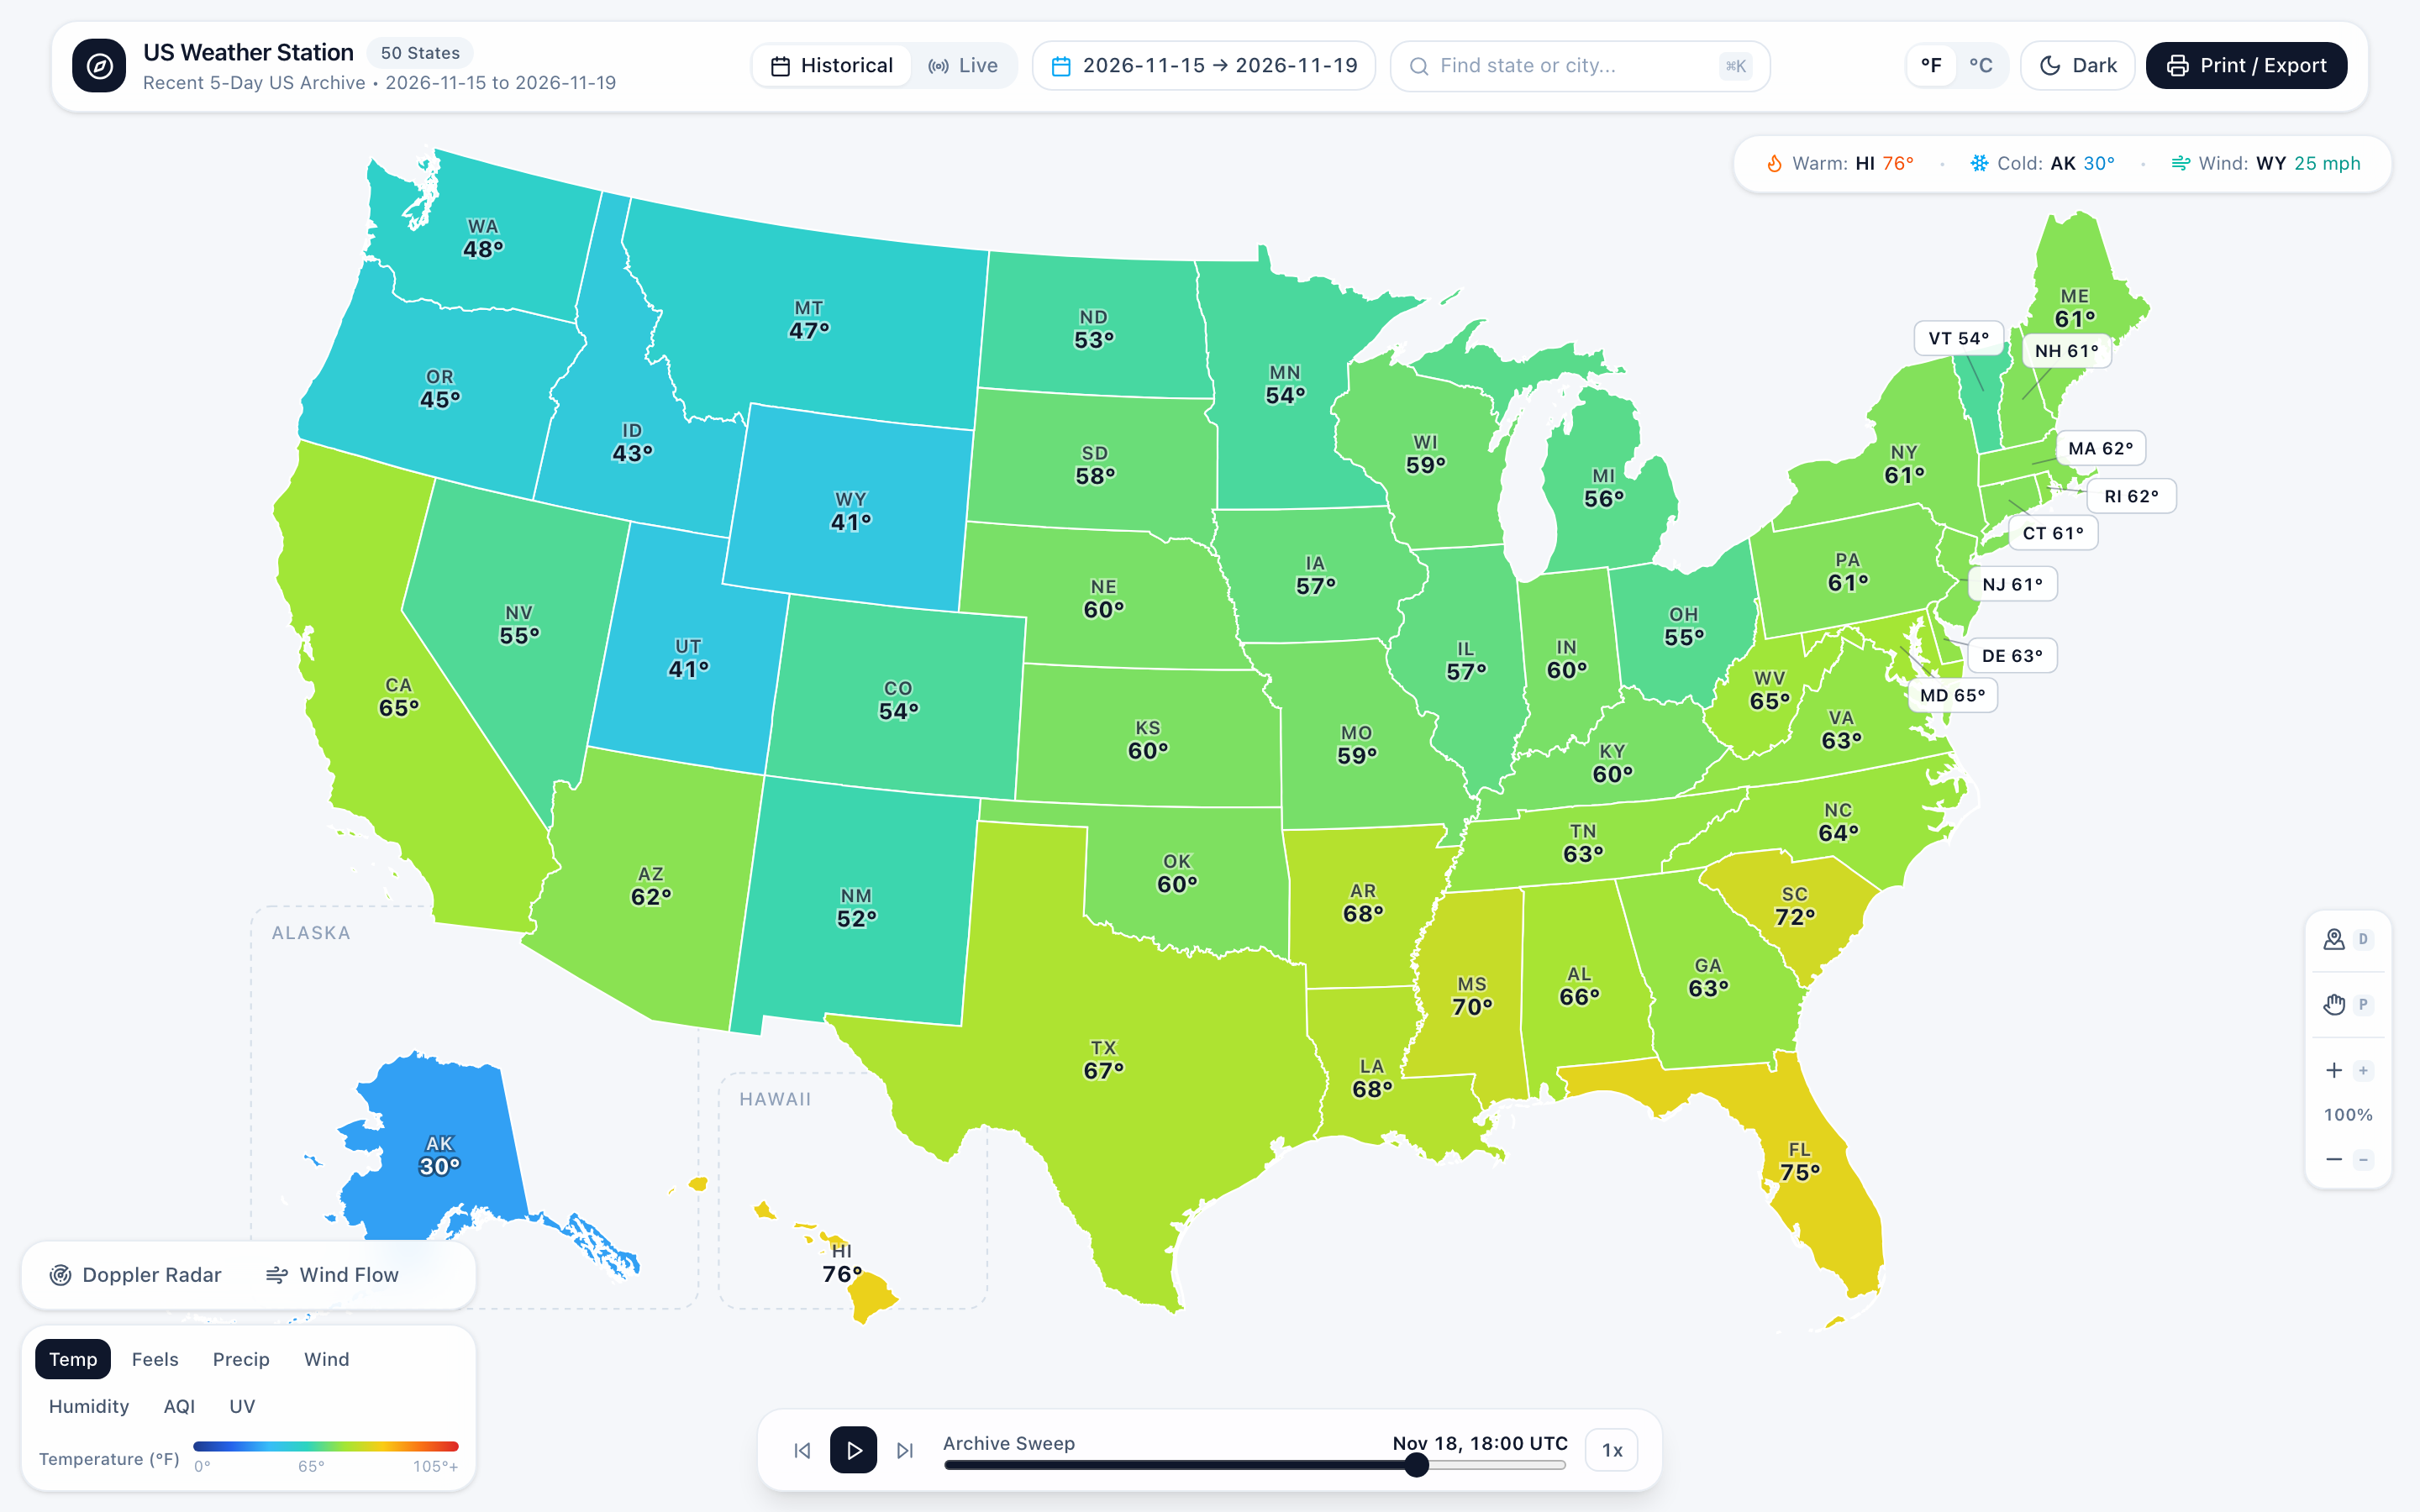 US Weather Station 50 States
Recent 5-Day US Archive • 2026-11-15 to 2026-11-19
Historical Live
2026-11-15 → 2026-11-19
Find state or city... ⌘K
°F °C
Dark
Print / Export
Warm: HI 76° · Cold: AK 30° · Wind: WY 25 mph
WA
48°
MT
47°
ND
53°
MN
54°
OR
45°
ID
43°
WY
41°
SD
58°
WI
59°
MI
56°
ME
61°
VT 54°
NH 61°
NY
61°
MA 62°
RI 62°
CT 61°
PA
61°
NJ 61°
DE 63°
MD 65°
NV
55°
UT
41°
CO
54°
NE
60°
IA
57°
IL
57°
IN
60°
OH
55°
WV
65°
VA
63°
CA
65°
KS
60°
MO
59°
KY
60°
NC
64°
TN
63°
AZ
62°
NM
52°
OK
60°
AR
68°
SC
72°
MS
70°
AL
66°
GA
63°
TX
67°
LA
68°
FL
75°
ALASKA
AK
30°
HAWAII
HI
76°
D
P
+ +
100%
− −
Doppler Radar Wind Flow
Temp Feels Precip Wind
Humidity AQI UV
Temperature (°F)
0° 65° 105°+
Archive Sweep Nov 18, 18:00 UTC
1x